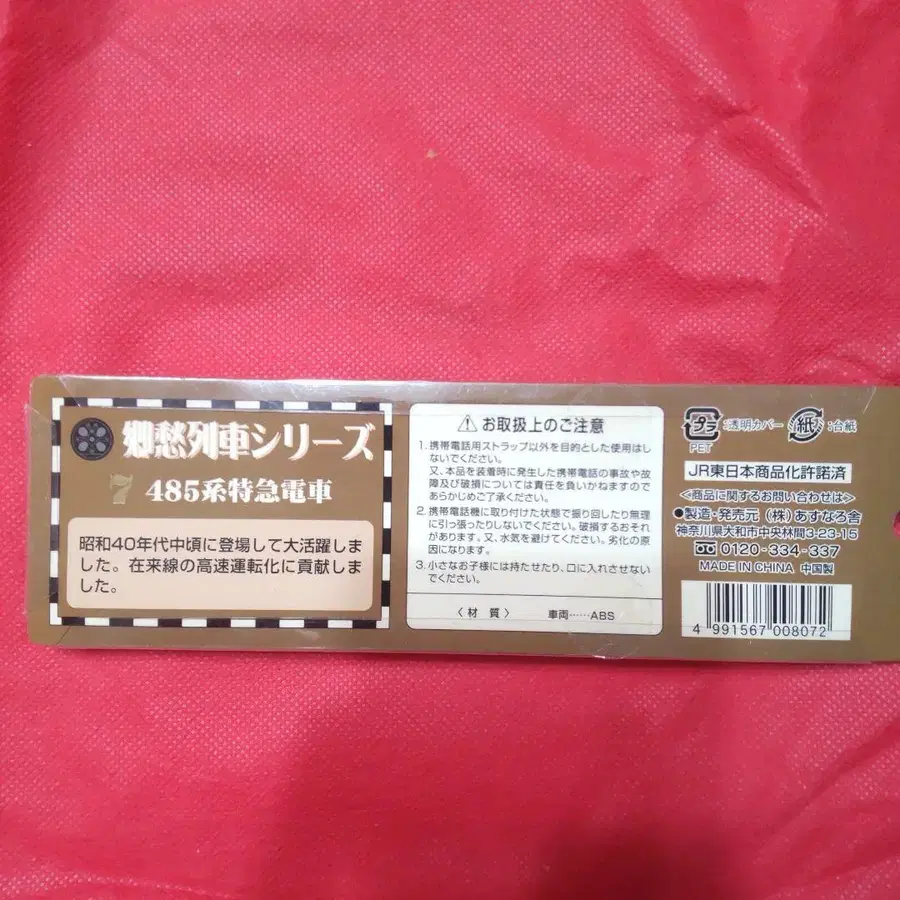 郷愁列車シリーズ
7 485系特急電車
昭和40年代中頃に登場して大活躍しま
した。在来線の高速運転化に貢献しま
した。
お取扱上のご注意
1. 携帯電話用ストラップ以外を目的とした使用はし
ないでください。
又、本品を装着時に発生した携帯電話の事故や故
障及び破損については責任を負いかねますので
あらかじめご了承ください。
2. 携帯電話機に取り付けた状態で振り回したり無理
に引っ張ったりしないでください。破損するおそれ
があります。又、水気を避けてください。劣化の原
因になります。
3. 小さなお子様には持たせたり、口に入れさせない
でください。
〈材 質〉 車両……ABS
プラ :透明カバー 紙 :台紙
PET
JR東日本商品化許諾済
<商品に関するお問い合わせは>
●製造・発売元 (株)あすなろ舎
神奈川県大和市中央林間3-23-15
0120-334-337
MADE IN CHINA 中国製
4 991567 008072